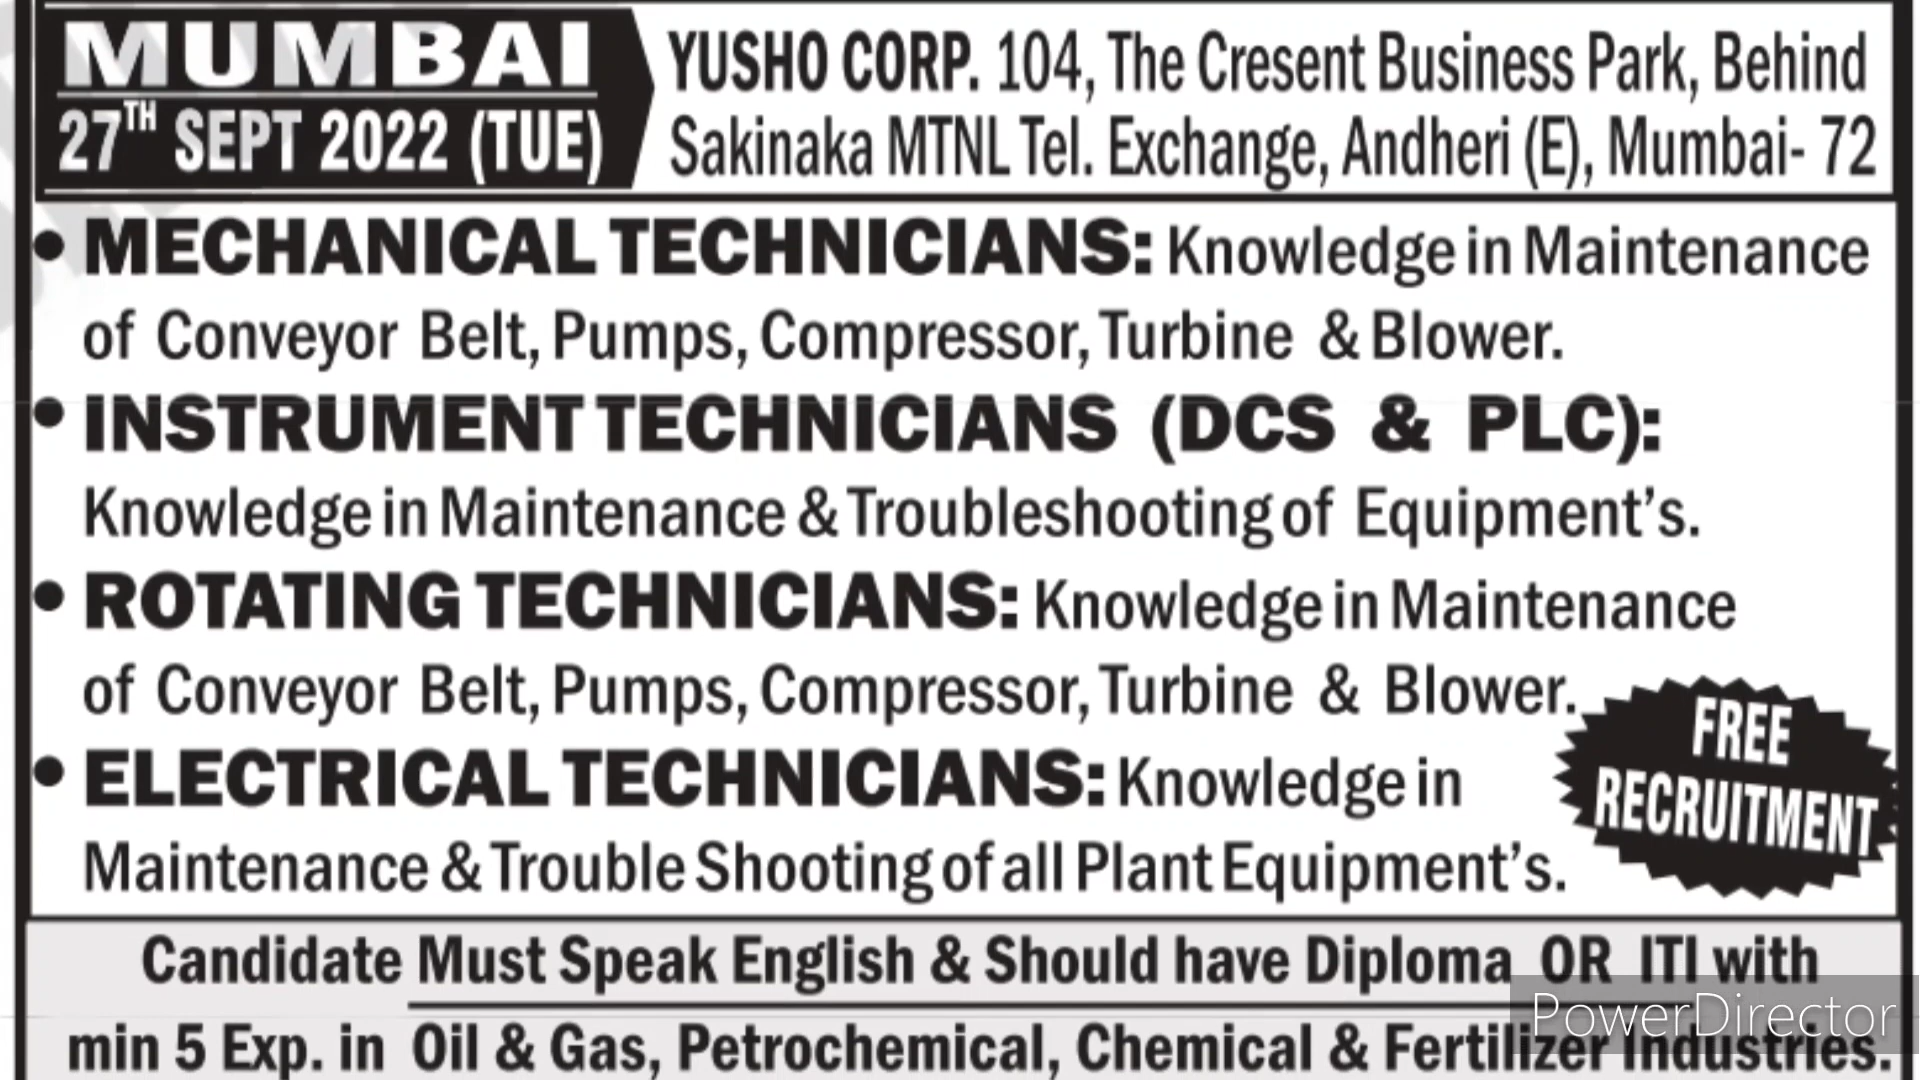 MUMBAI
27TH SEPT 2022 (TUE)
YUSHO CORP. 104, The Cresent Business Park, Behind
Sakinaka MTNL Tel. Exchange, Andheri (E), Mumbai- 72
• MECHANICAL TECHNICIANS: Knowledge in Maintenance
of Conveyor Belt, Pumps, Compressor, Turbine & Blower.
• INSTRUMENT TECHNICIANS (DCS & PLC):
Knowledge in Maintenance & Troubleshooting of Equipment's.
• ROTATING TECHNICIANS: Knowledge in Maintenance
of Conveyor Belt, Pumps, Compressor, Turbine & Blower.
• ELECTRICAL TECHNICIANS: Knowledge in
Maintenance & Trouble Shooting of all Plant Equipment's.
FREE
RECRUITMENT
Candidate Must Speak English & Should have Diploma OR ITI with
min 5 Exp. in Oil & Gas, Petrochemical, Chemical & Fertilizer Industries.
PowerDirector